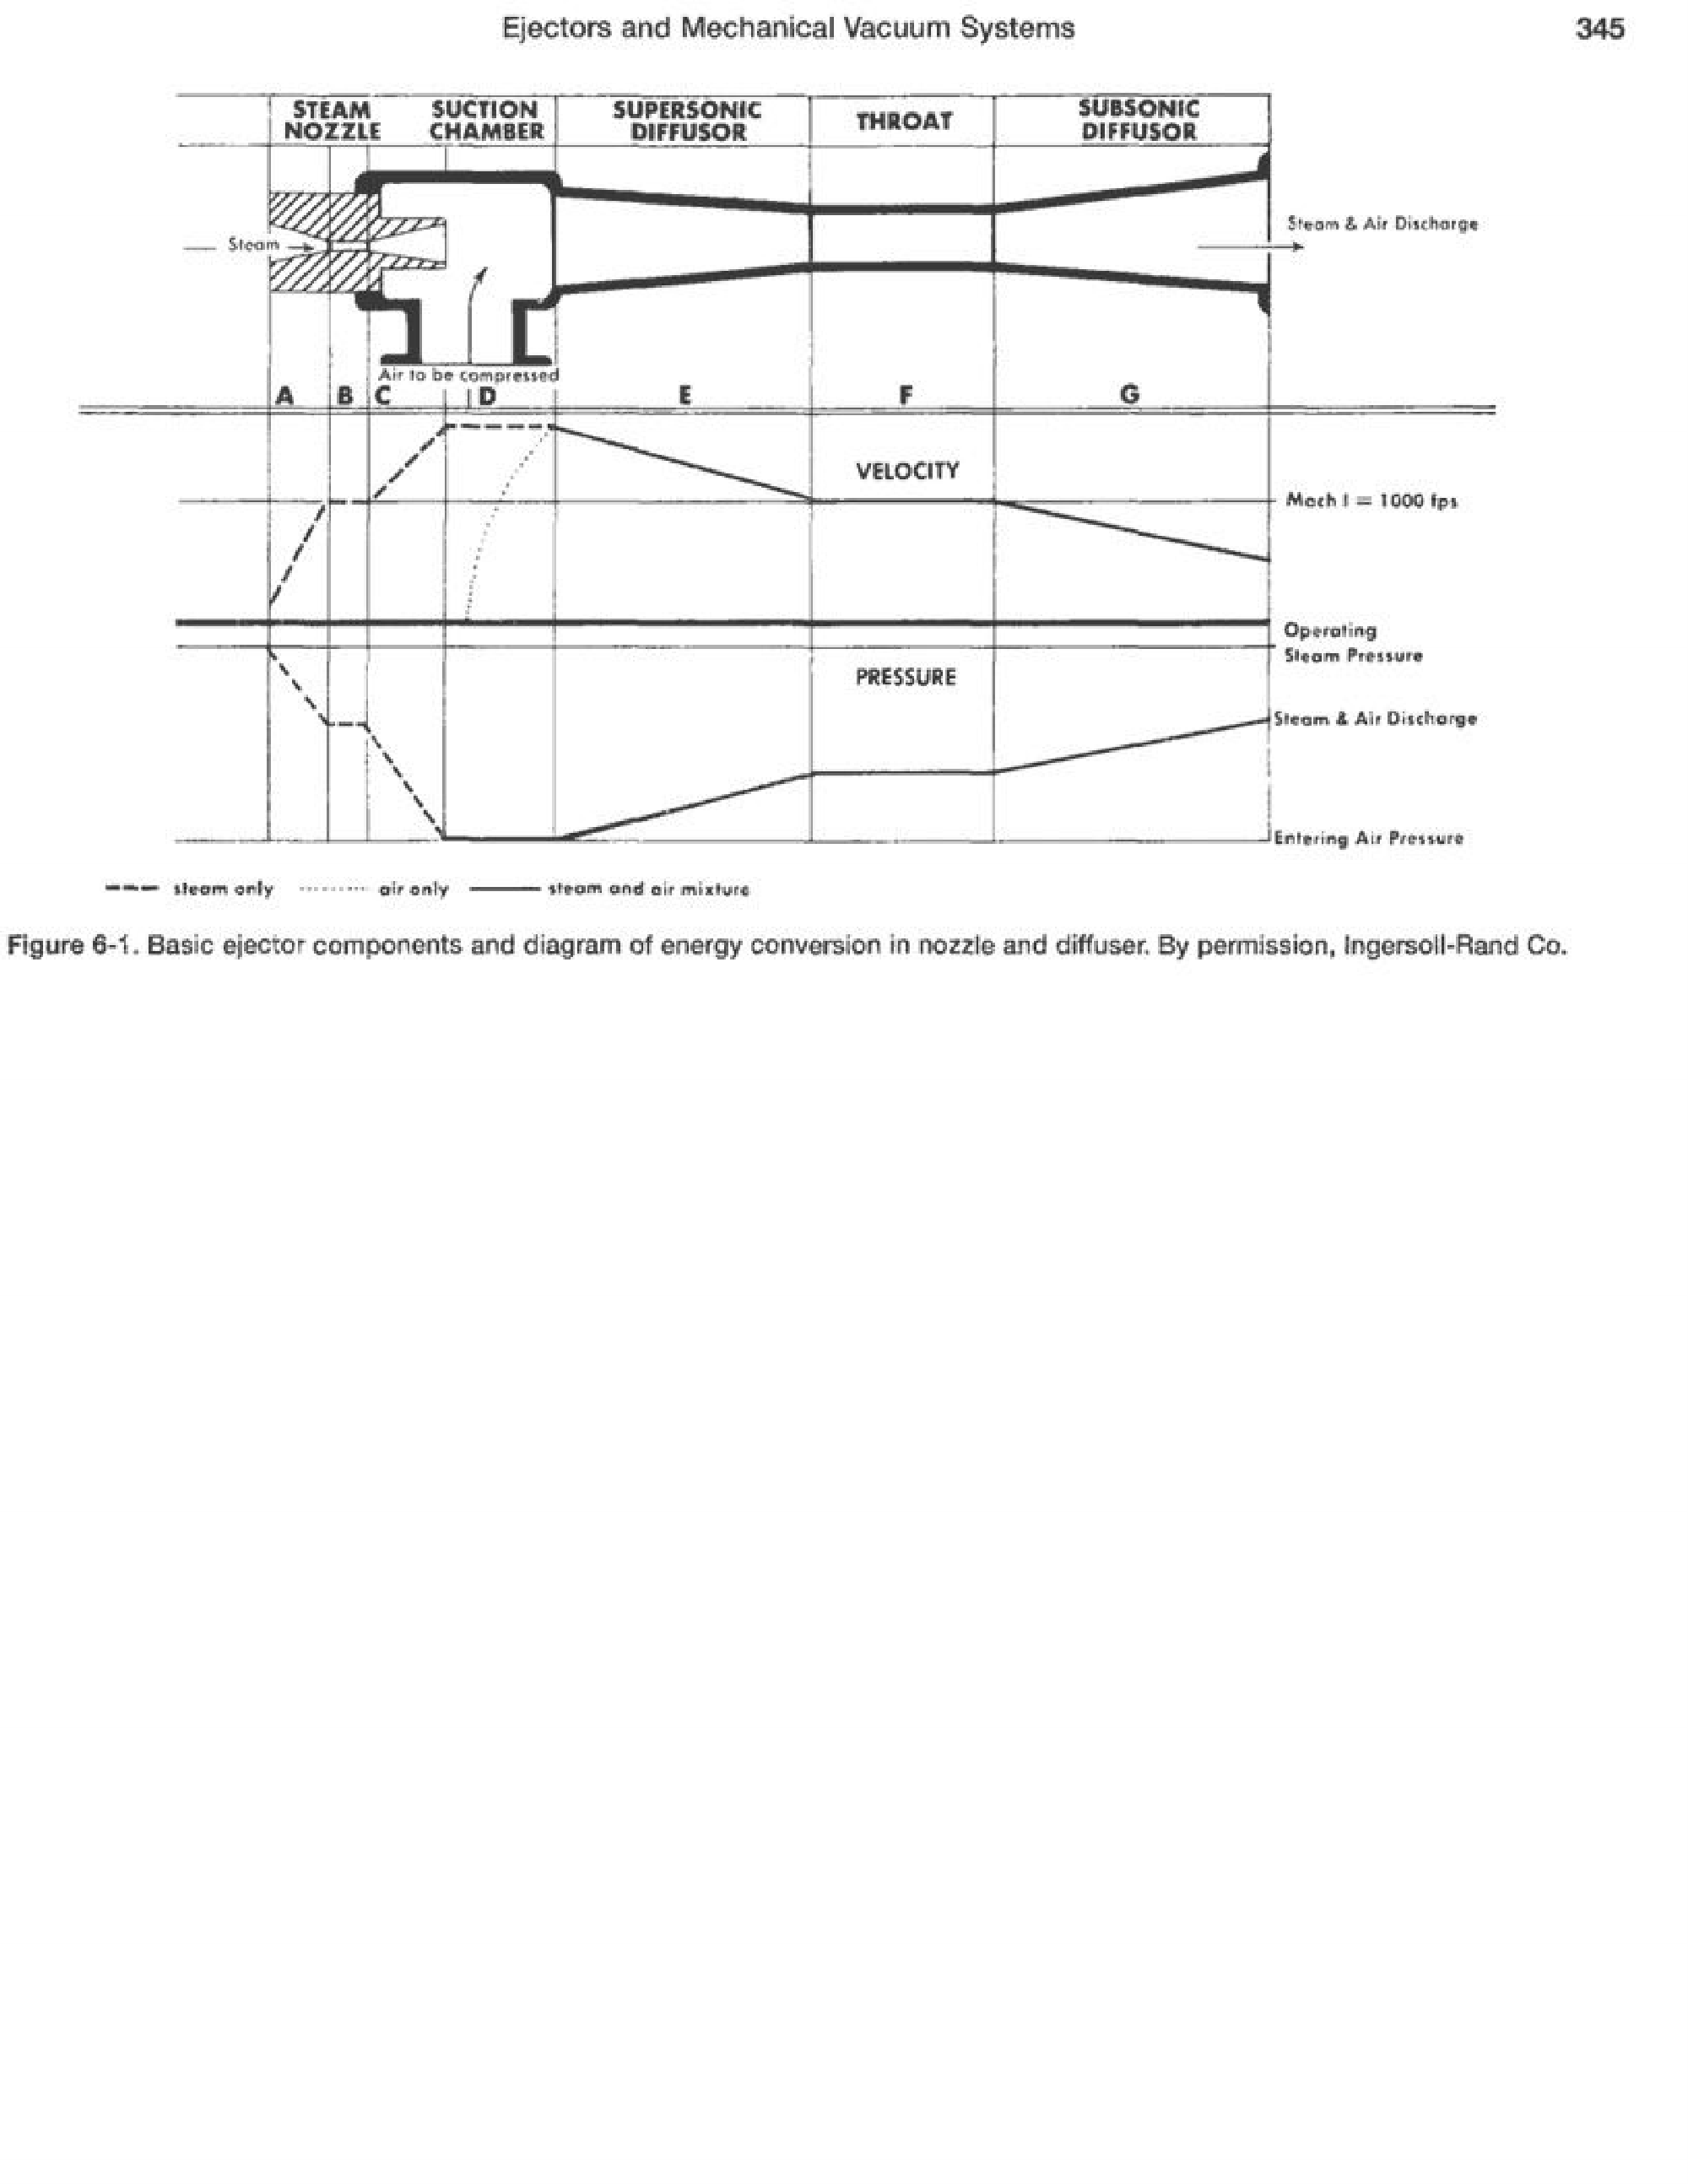 Ejectors and Mechanical Vacuum Systems 345
STEAM NOZZLE
SUCTION CHAMBER
SUPERSONIC DIFFUSOR
THROAT
SUBSONIC DIFFUSOR
Steam
Steam & Air Discharge
Air to be compressed
A B C D E F G
VELOCITY
Mach I = 1000 fps
Operating
Steam Pressure
PRESSURE
Steam & Air Discharge
Entering Air Pressure
steam only air only steam and air mixture
Figure 6-1. Basic ejector components and diagram of energy conversion in nozzle and diffuser. By permission, Ingersoll-Rand Co.